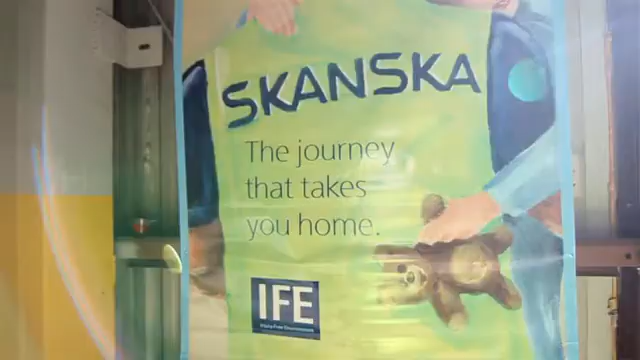 SKANSKA
The journey
that takes
you home.
IFE
Injury-Free Environment